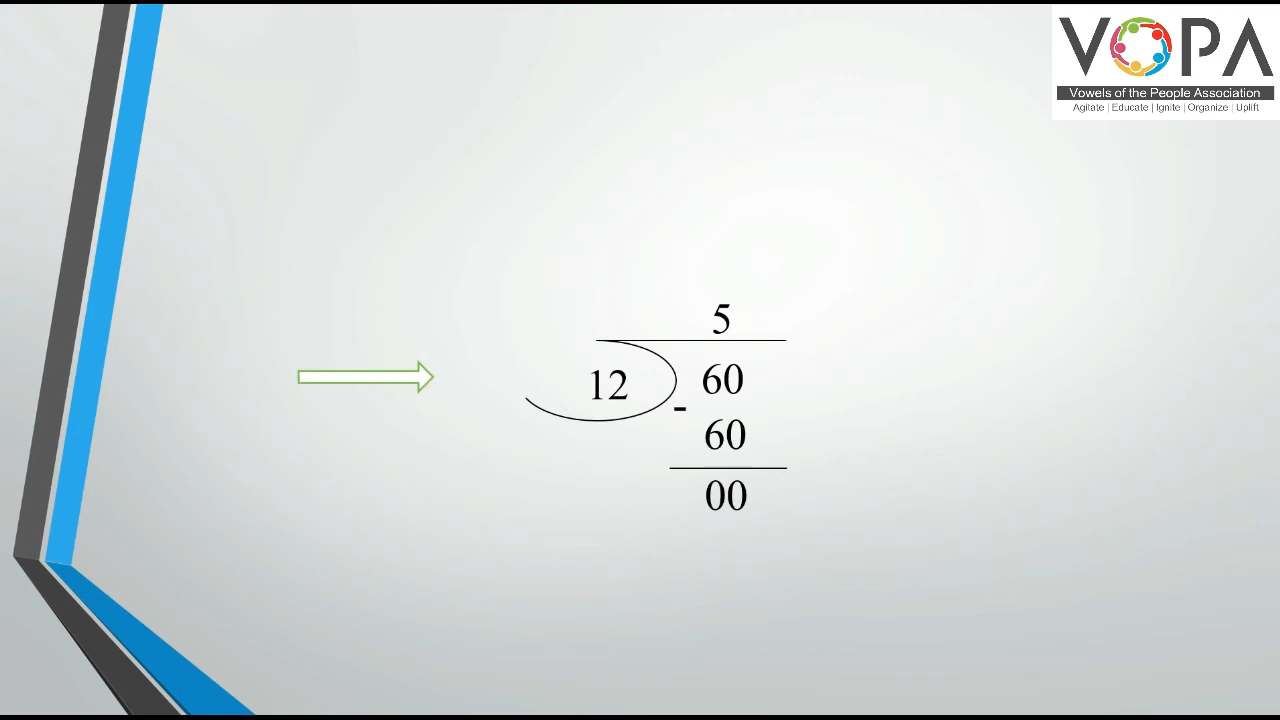 VOPA
Vowels of the People Association
Agitate | Educate | Ignite | Organize | Uplift
5
12 60
-
60
00